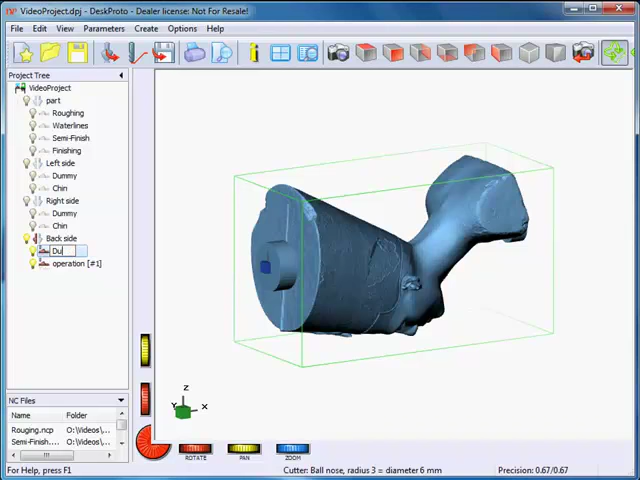 VideoProject.dpj - DeskProto - Dealer license: Not For Resale!
File Edit View Parameters Create Options Help
Project Tree
VideoProject
part
Roughing
Waterlines
Semi-Finish
Finishing
Left side
Dummy
Chin
Right side
Dummy
Chin
Back side
Du
operation [#1]
NC Files
Name Folder
Rouging.ncp O:\Videos\...
Semi-Finish.... O:\Videos\...
Z
Y X
ROTATE PAN ZOOM
For Help, press F1 Cutter: Ball nose, radius 3 = diameter 6 mm Precision: 0.67/0.67